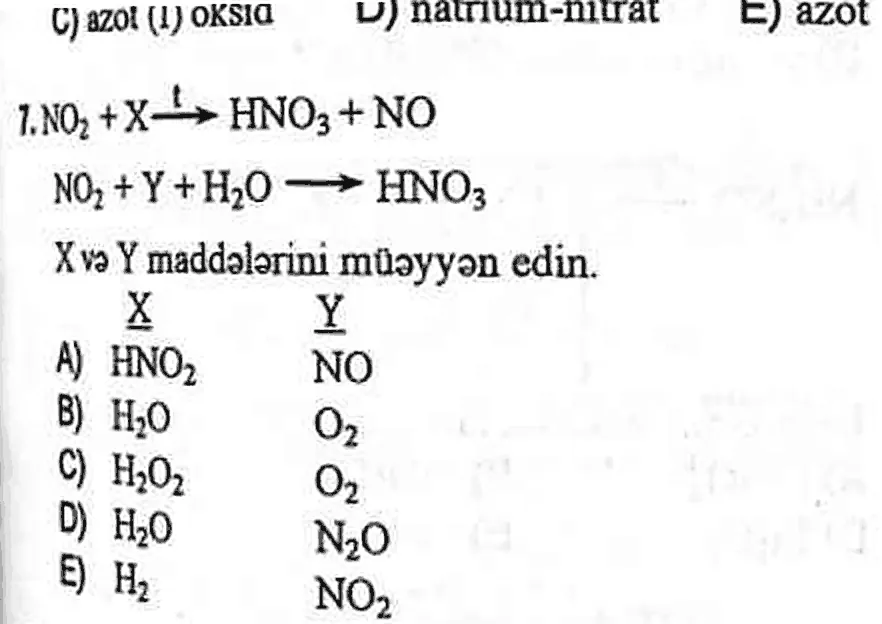 C) azot (I) oksid D) natrium-nitrat E) azot
7. NO₂ + X —t→ HNO₃ + NO
NO₂ + Y + H₂O ⟶ HNO₃
X və Y maddələrini müəyyən edin.
X Y
A) HNO₂ NO
B) H₂O O₂
C) H₂O₂ O₂
D) H₂O N₂O
E) H₂ NO₂